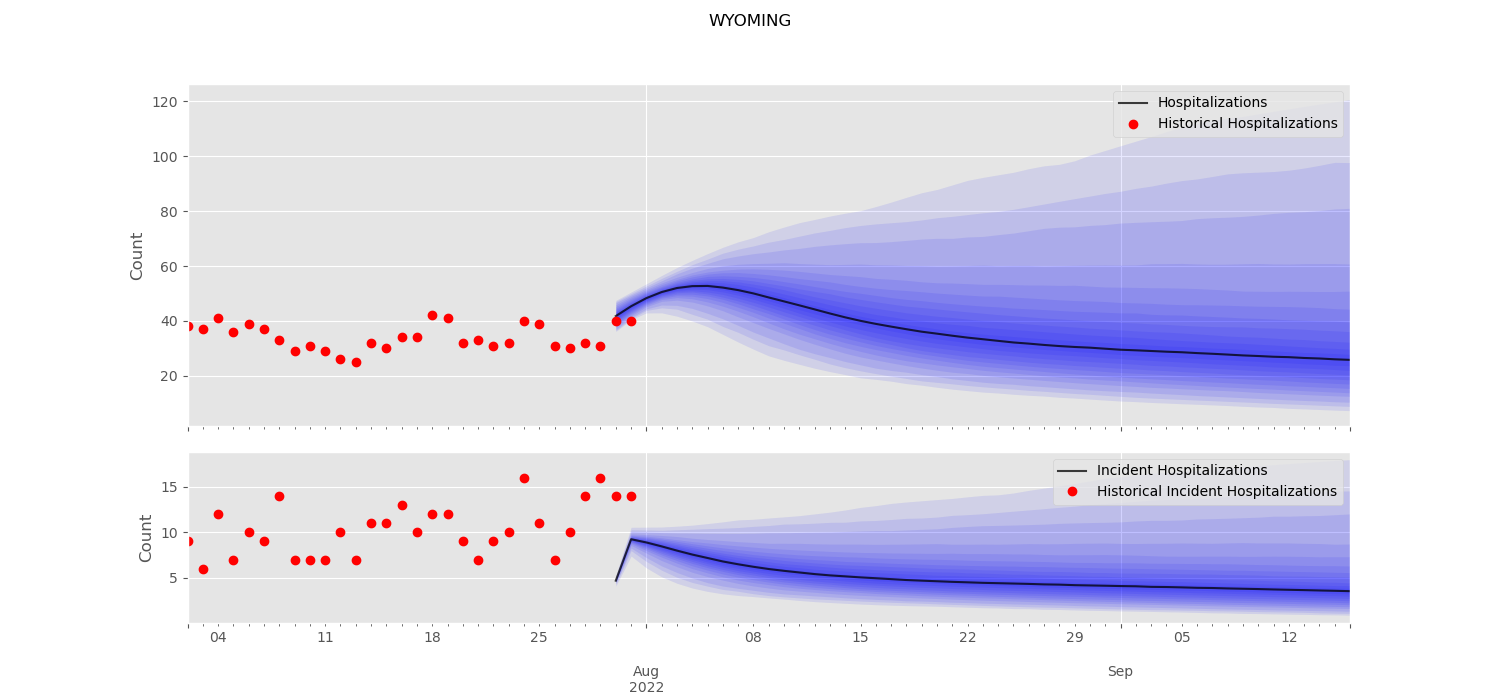 WYOMING
120
100
80
60
40
20
Count
Hospitalizations
Historical Hospitalizations
15
10
5
Count
Incident Hospitalizations
Historical Incident Hospitalizations
04 11 18 25 08 15 22 29 05 12
Aug Sep
2022